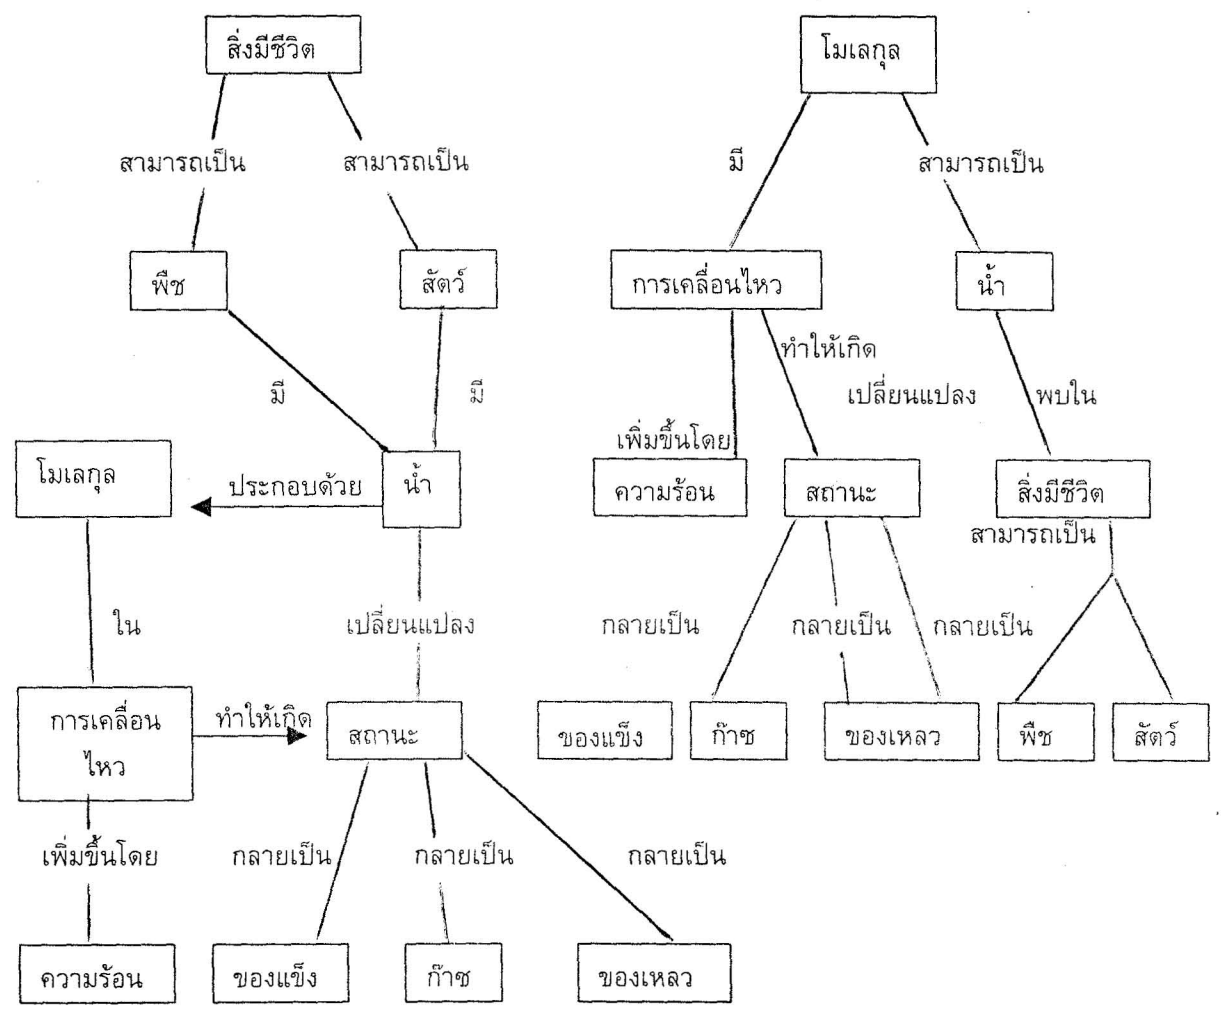 สิ่งมีชีวิต
สามารถเป็น
สามารถเป็น
พืช
สัตว์
มี
มี
โมเลกุล
ประกอบด้วย
น้ำ
ใน
เปลี่ยนแปลง
การเคลื่อน
ไหว
ทำให้เกิด
สถานะ
เพิ่มขึ้นโดย
กลายเป็น
กลายเป็น
กลายเป็น
ความร้อน
ของแข็ง
ก๊าซ
ของเหลว
โมเลกุล
มี
สามารถเป็น
การเคลื่อนไหว
น้ำ
ทำให้เกิด
เปลี่ยนแปลง
พบใน
เพิ่มขึ้นโดย
ความร้อน
สถานะ
สิ่งมีชีวิต
สามารถเป็น
กลายเป็น
กลายเป็น
กลายเป็น
ของแข็ง
ก๊าซ
ของเหลว
พืช
สัตว์